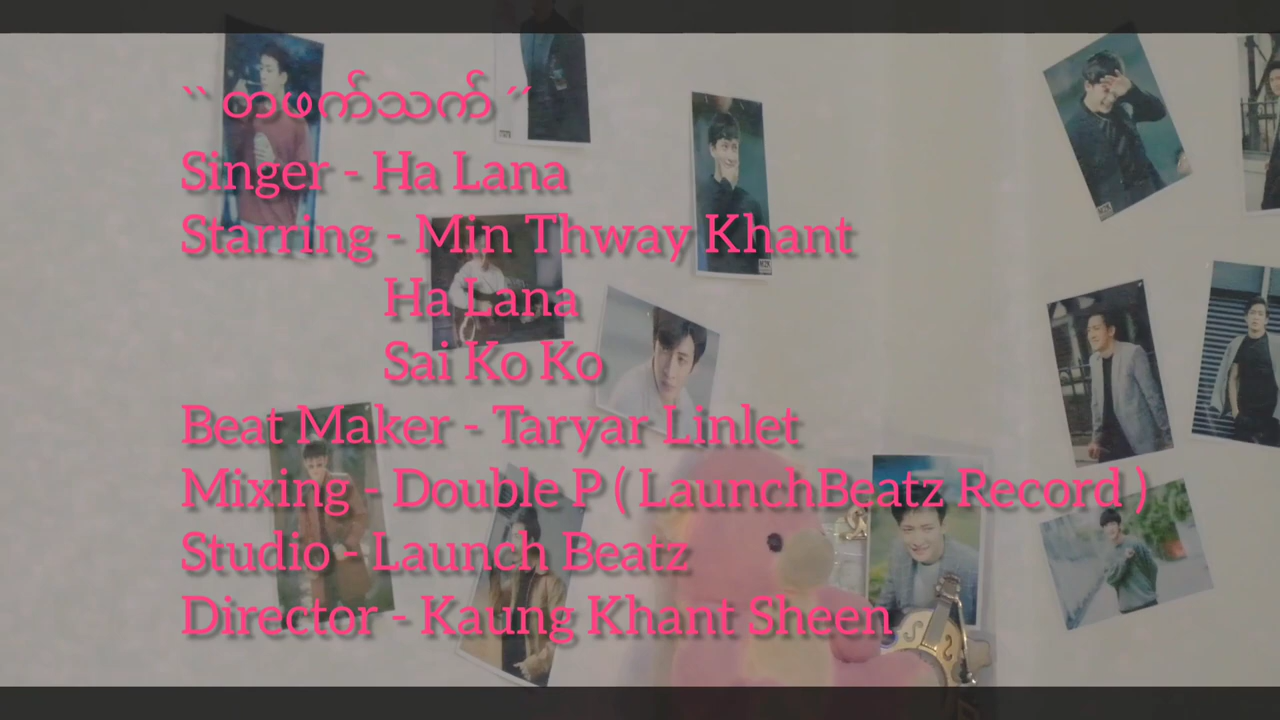 `` တဖက်သက် ´´
Singer - Ha Lana
Starring - Min Thway Khant
Ha Lana
Sai Ko Ko
Beat Maker - Taryar Linlet
Mixing - Double P ( LaunchBeatz Record )
Studio - Launch Beatz
Director - Kaung Khant Sheen